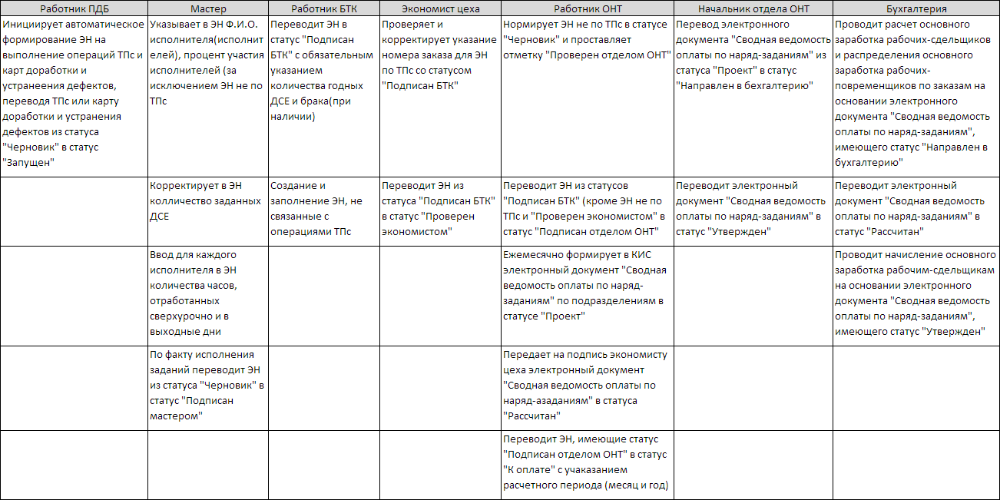 Работник ПДБ
Мастер
Работник БТК
Экономист цеха
Работник ОНТ
Начальник отдела ОНТ
Бухгалтерия
Инициирует автоматическое
формирование ЭН на
выполнение операций ТПс и
карт доработки и
устранеения дефектов,
переводя ТПс или карту
доработки и устранения
дефектов из статуса
"Черновик" в статус
"Запущен"
Указывает в ЭН Ф.И.О.
исполнителя(исполнит
елей), процент участия
исполнителей (за
исключением ЭН не по
ТПс
Переводит ЭН в
статус "Подписан
БТК" с обязательным
указанием
количества годных
ДСЕ и брака(при
наличии)
Проверяет и
корректирует указание
номера заказа для ЭН
по ТПс со статусом
"Подписан БТК"
Нормирует ЭН не по ТПс в статусе
"Черновик" и проставляет
отметку "Проверен отделом ОНТ"
Перевод электронного
документа "Сводная ведомость
оплаты по наряд-заданиям" из
статуса "Проект" в статус
"Направлен в бехгалтерию"
Проводит расчет основного
заработка рабочих-сдельщиков
и распределения основного
заработка рабочих-
повременщиков по заказам на
основании электронного
документа "Сводная ведомость
оплаты по наряд-заданиям",
имеющего статус "Направлен в
бухгалтерию"
Корректирует в ЭН
колличество заданных
ДСЕ
Создание и
заполнение ЭН, не
связанные с
операциями ТПс
Переводит ЭН из
статуса "Подписан БТК"
в статус "Проверен
экономистом"
Переводит ЭН из статусов
"Подписан БТК" (кроме ЭН не по
ТПс и "Проверен экономистом" в
статус "Подписан отделом ОНТ"
Переводит электронный
документ "Сводная ведомость
оплаты по наряд-заданиям" в
статус "Утвержден"
Переводит электронный
документ "Сводная ведомость
оплаты по наряд-заданиям" в
статус "Рассчитан"
Ввод для каждого
исполнителя в ЭН
количества часов,
отработанных
сверхурочно и в
выходные дни
Ежемесячно формирует в КИС
электронный документ "Сводная
ведомость оплаты по наряд-
заданиям" по подразделениям в
статусе "Проект"
Проводит начисление основного
заработка рабочим-сдельщикам
на основании электронного
документа "Сводная ведомость
оплаты по наряд-заданиям",
имеющего статус "Утвержден"
По факту исполнения
заданий переводит ЭН
из статуса "Черновик" в
статус "Подписан
мастером"
Передает на подпись экономисту
цеха электронный документ
"Сводная ведомость оплаты по
наряд-азаданиям" в статуса
"Рассчитан"
Переводит ЭН, имеющие статус
"Подписан отделом ОНТ" в статус
"К оплате" с учаказанием
расчетного периода (месяц и год)